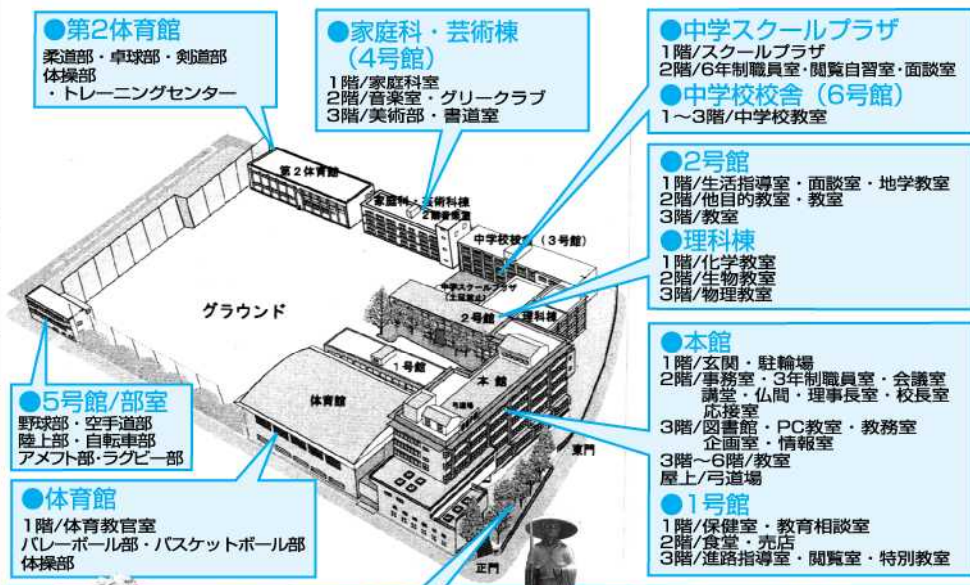 ●第2体育館
柔道部・卓球部・剣道部
体操部
・トレーニングセンター
●家庭科・芸術棟
(4号館)
1階/家庭科室
2階/音楽室・グリークラブ
3階/美術部・書道室
●中学スクールプラザ
1階/スクールプラザ
2階/6年制職員室・閲覧自習室・面談室
●中学校校舎(6号館)
1〜3階/中学校教室
●2号館
1階/生活指導室・面談室・地学教室
2階/他目的教室・教室
3階/教室
●理科棟
1階/化学教室
2階/生物教室
3階/物理教室
●本館
1階/玄関・駐輪場
2階/事務室・3年制職員室・会議室
講堂・仏間・理事長室・校長室
応接室
3階/図書館・PC教室・教務室
企画室・情報室
3階〜6階/教室
屋上/弓道場
●1号館
1階/保健室・教育相談室
2階/食堂・売店
3階/進路指導室・閲覧室・特別教室
●5号館/部室
野球部・空手道部
陸上部・自転車部
アメフト部・ラグビー部
●体育館
1階/体育教官室
バレーボール部・バスケットボール部
体操部
第2体育館
家庭科・芸術科棟
中学校校舎(3号館)
中学スクールプラザ
2号館
理科棟
グラウンド
1号館
本館
体育館
弓道場
東門
正門